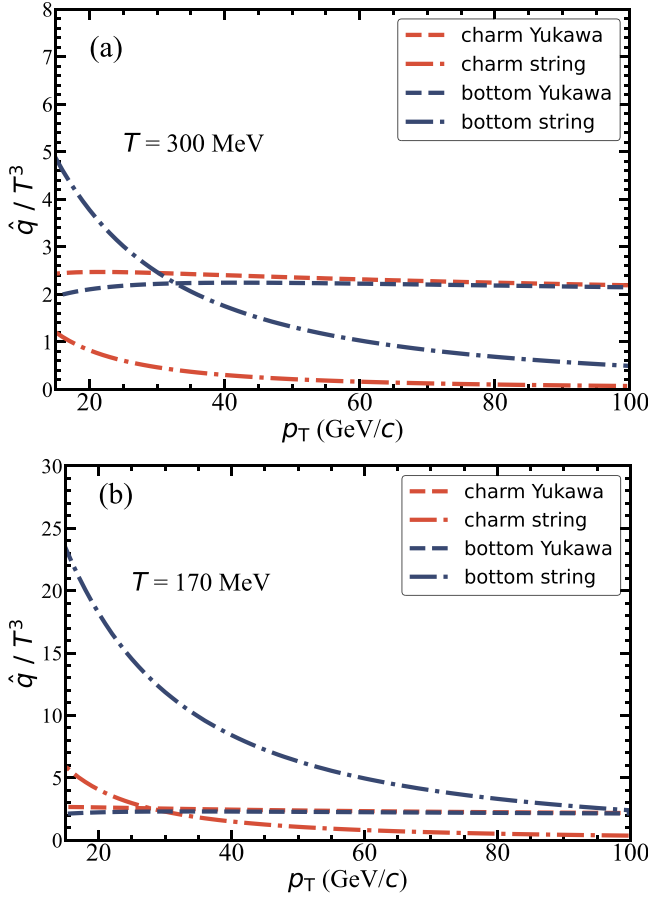 8
7
6
5
4
3
2
1
0
q̂ / T³
(a)
T = 300 MeV
charm Yukawa
charm string
bottom Yukawa
bottom string
20 40 60 80 100
p_T (GeV/c)
30
25
20
15
10
5
0
q̂ / T³
(b)
T = 170 MeV
charm Yukawa
charm string
bottom Yukawa
bottom string
20 40 60 80 100
p_T (GeV/c)